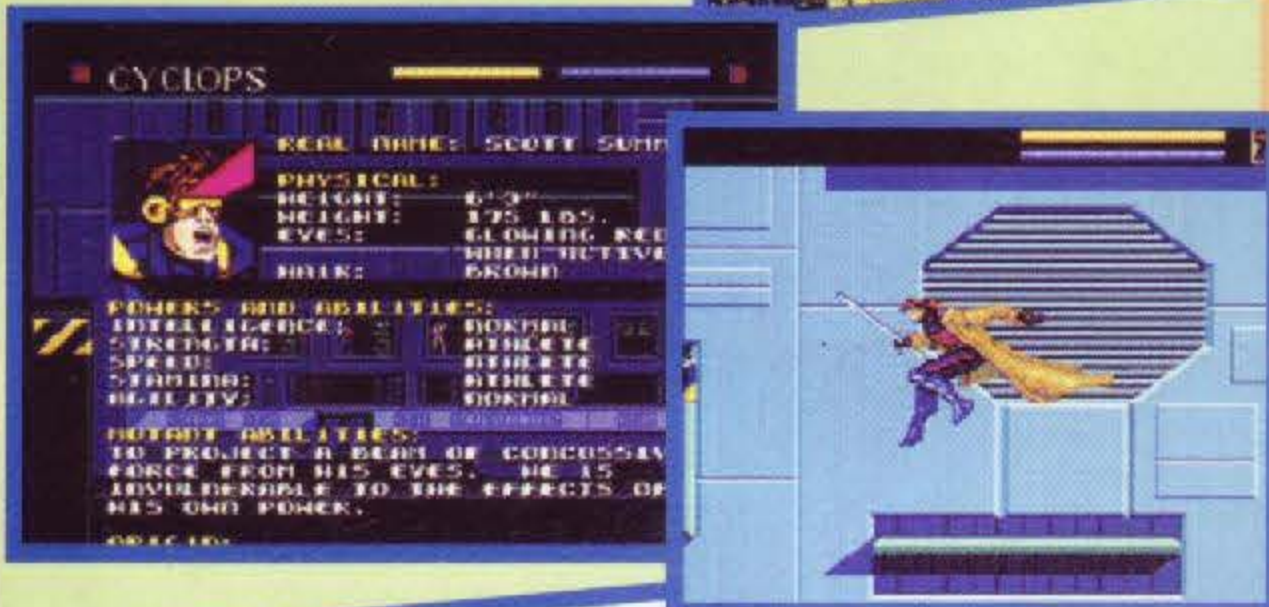 CYCLOPS
REAL NAME: SCOTT SUMM
PHYSICAL:
HEIGHT: 6'3"
WEIGHT: 195 LBS.
EYES: GLOWING RED
WHEN ACTIVE
HAIR: BROWN
POWERS AND ABILITIES:
INTELLIGENCE: NORMAL
STRENGTH: ATHLETE
SPEED: ATHLETE
STAMINA: ATHLETE
AGILITY: NORMAL
MUTANT ABILITIES:
TO PROJECT A BEAM OF CONCUSSIV
FORCE FROM HIS EYES. HE IS
INVULNERABLE TO THE EFFECTS OF
HIS OWN POWER.
ORIGIN: